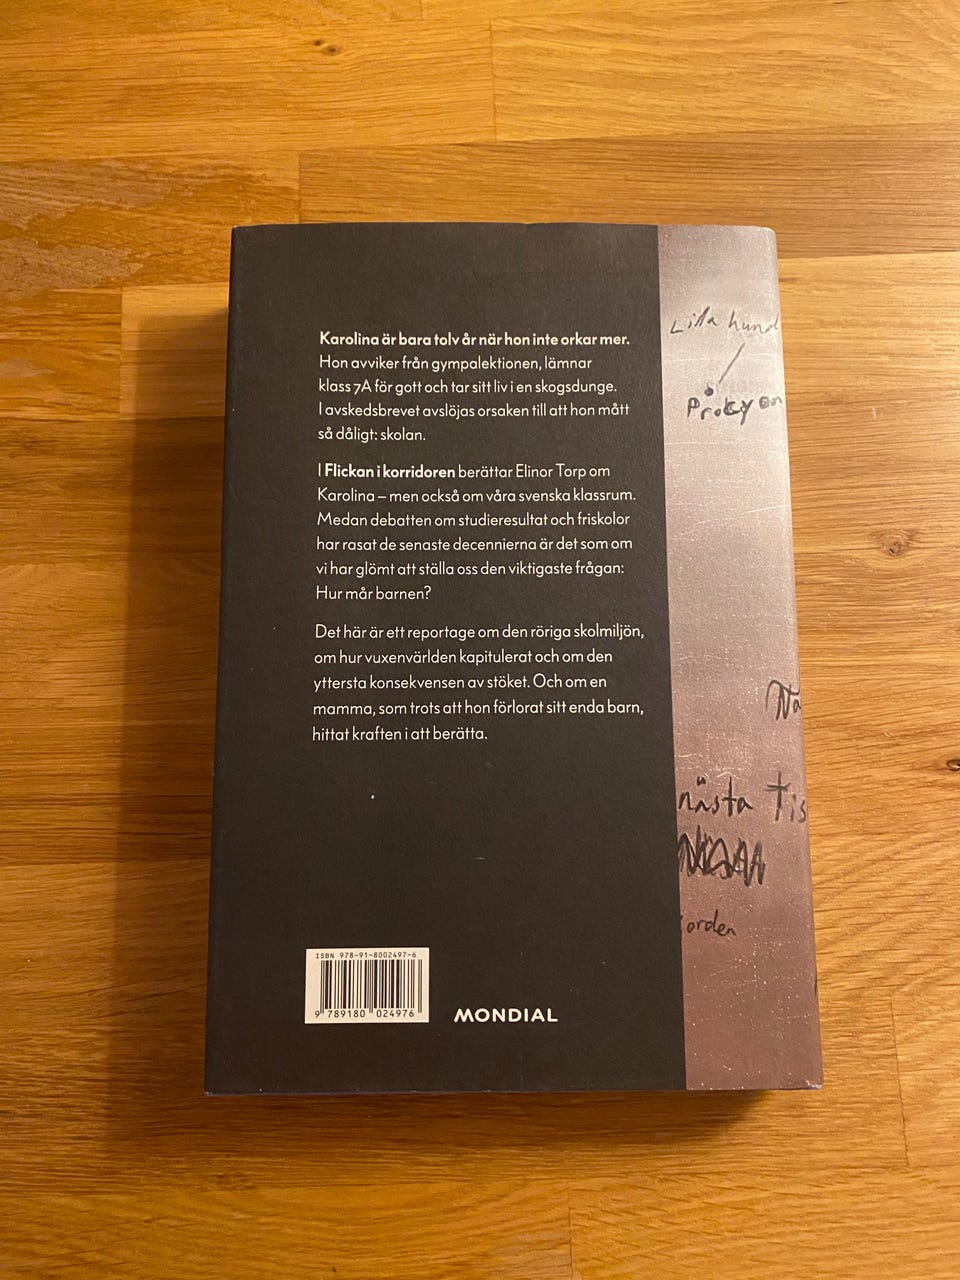 Karolina är bara tolv år när hon inte orkar mer.
Hon avviker från gympalektionen, lämnar
klass 7A för gott och tar sitt liv i en skogsdunge.
I avskedsbrevet avslöjas orsaken till att hon mått
så dåligt: skolan.
I Flickan i korridoren berättar Elinor Torp om
Karolina – men också om våra svenska klassrum.
Medan debatten om studieresultat och friskolor
har rasat de senaste decennierna är det som om
vi har glömt att ställa oss den viktigaste frågan:
Hur mår barnen?
Det här är ett reportage om den röriga skolmiljön,
om hur vuxenvärlden kapitulerat och om den
yttersta konsekvensen av stöket. Och om en
mamma, som trots att hon förlorat sitt enda barn,
hittat kraften i att berätta.
ISBN 978-91-8002497-6
9 789180 024976
MONDIAL
Lilla hund
Procyon
nästa Tis
jorden